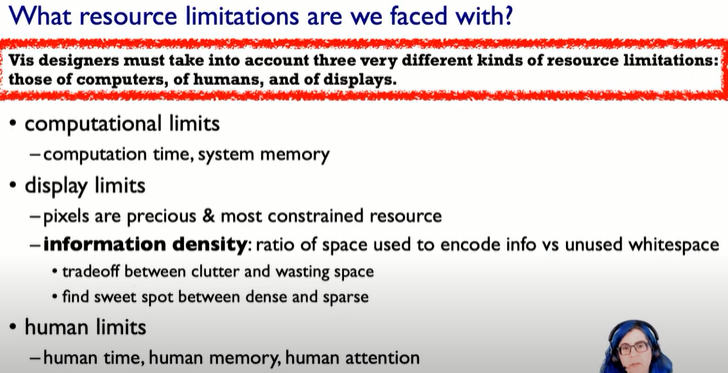 What resource limitations are we faced with?
Vis designers must take into account three very different kinds of resource limitations:
those of computers, of humans, and of displays.
• computational limits
–computation time, system memory
• display limits
–pixels are precious & most constrained resource
–information density: ratio of space used to encode info vs unused whitespace
• tradeoff between clutter and wasting space
• find sweet spot between dense and sparse
• human limits
–human time, human memory, human attention